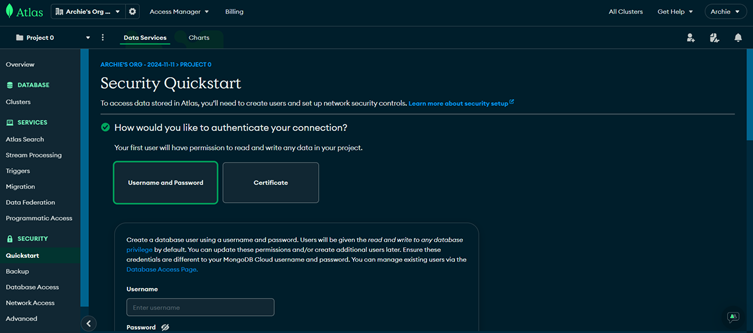 Atlas
Archie's Org ...
Access Manager
Billing
All Clusters
Get Help
Archie
Project 0
Data Services
Charts
Overview
DATABASE
Clusters
SERVICES
Atlas Search
Stream Processing
Triggers
Migration
Data Federation
Programmatic Access
SECURITY
Quickstart
Backup
Database Access
Network Access
Advanced
ARCHIE'S ORG - 2024-11-11 > PROJECT 0
Security Quickstart
To access data stored in Atlas, you'll need to create users and set up network security controls. Learn more about security setup
How would you like to authenticate your connection?
Your first user will have permission to read and write any data in your project.
Username and Password
Certificate
Create a database user using a username and password. Users will be given the read and write to any database
privilege by default. You can update these permissions and/or create additional users later. Ensure these
credentials are different to your MongoDB Cloud username and password. You can manage existing users via the
Database Access Page.
Username
Enter username
Password